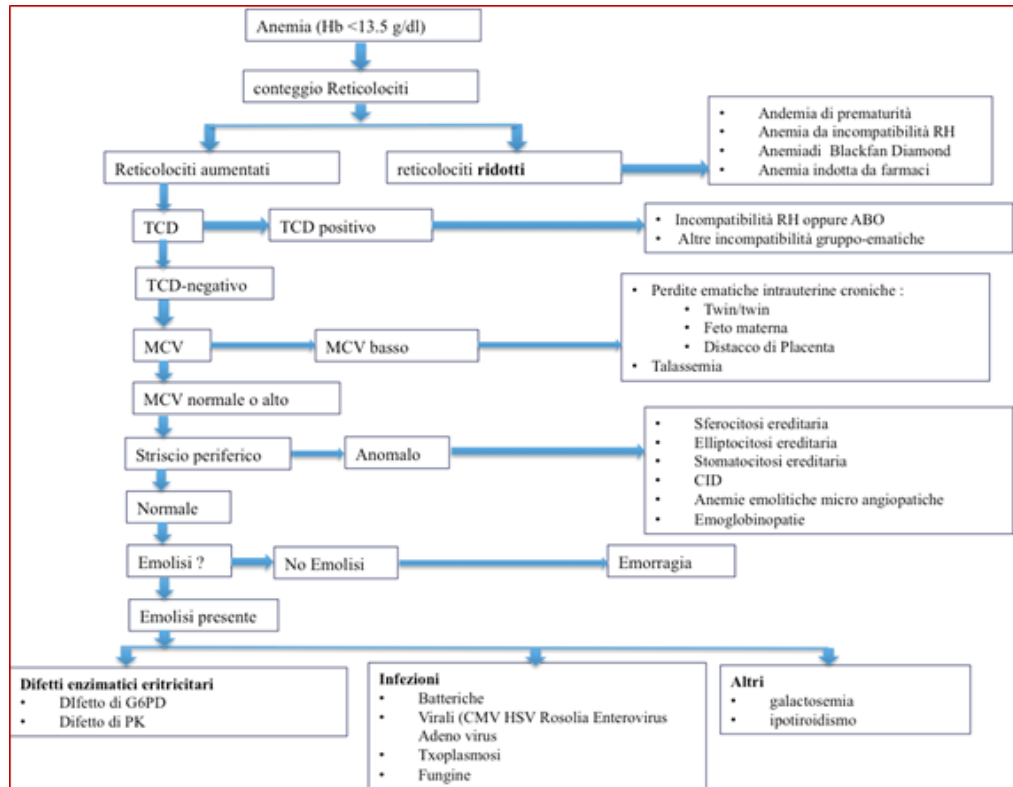 Anemia (Hb <13.5 g/dl)
conteggio Reticolociti
Reticolociti aumentati
reticolociti ridotti
• Andemia di prematurità
• Anemia da incompatibilità RH
• Anemiadi Blackfan Diamond
• Anemia indotta da farmaci
TCD
TCD positivo
• Incompatibilità RH oppure ABO
• Altre incompatibilità gruppo-ematiche
TCD-negativo
• Perdite ematiche intrauterine croniche :
• Twin/twin
• Feto materna
• Distacco di Placenta
• Talassemia
MCV
MCV basso
MCV normale o alto
Striscio periferico
Anomalo
• Sferocitosi ereditaria
• Elliptocitosi ereditaria
• Stomatocitosi ereditaria
• CID
• Anemie emolitiche micro angiopatiche
• Emoglobinopatie
Normale
Emolisi ?
No Emolisi
Emorragia
Emolisi presente
Difetti enzimatici eritricitari
• DIfetto di G6PD
• Difetto di PK
Infezioni
• Batteriche
• Virali (CMV HSV Rosolia Enterovirus
Adeno virus
• Txoplasmosi
• Fungine
Altri
• galactosemia
• ipotiroidismo